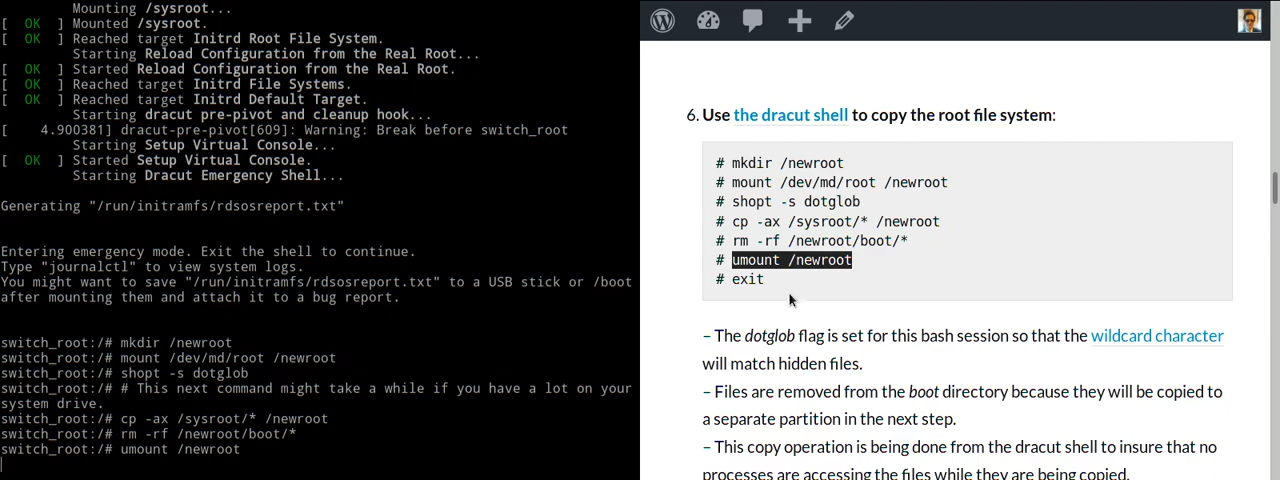 Mounting /sysroot...
[  OK  ] Mounted /sysroot.
[  OK  ] Reached target Initrd Root File System.
Starting Reload Configuration from the Real Root...
[  OK  ] Started Reload Configuration from the Real Root.
[  OK  ] Reached target Initrd File Systems.
[  OK  ] Reached target Initrd Default Target.
Starting dracut pre-pivot and cleanup hook...
[    4.900381] dracut-pre-pivot[609]: Warning: Break before switch_root
Starting Setup Virtual Console...
[  OK  ] Started Setup Virtual Console.
Starting Dracut Emergency Shell...
Generating "/run/initramfs/rdsosreport.txt"
Entering emergency mode. Exit the shell to continue.
Type "journalctl" to view system logs.
You might want to save "/run/initramfs/rdsosreport.txt" to a USB stick or /boot
after mounting them and attach it to a bug report.
switch_root:/# mkdir /newroot
switch_root:/# mount /dev/md/root /newroot
switch_root:/# shopt -s dotglob
switch_root:/# # This next command might take a while if you have a lot on your
system drive.
switch_root:/# cp -ax /sysroot/* /newroot
switch_root:/# rm -rf /newroot/boot/*
switch_root:/# umount /newroot
6. Use the dracut shell to copy the root file system:
# mkdir /newroot
# mount /dev/md/root /newroot
# shopt -s dotglob
# cp -ax /sysroot/* /newroot
# rm -rf /newroot/boot/*
# umount /newroot
# exit
– The dotglob flag is set for this bash session so that the wildcard character
will match hidden files.
– Files are removed from the boot directory because they will be copied to
a separate partition in the next step.
– This copy operation is being done from the dracut shell to insure that no
processes are accessing the files while they are being copied.